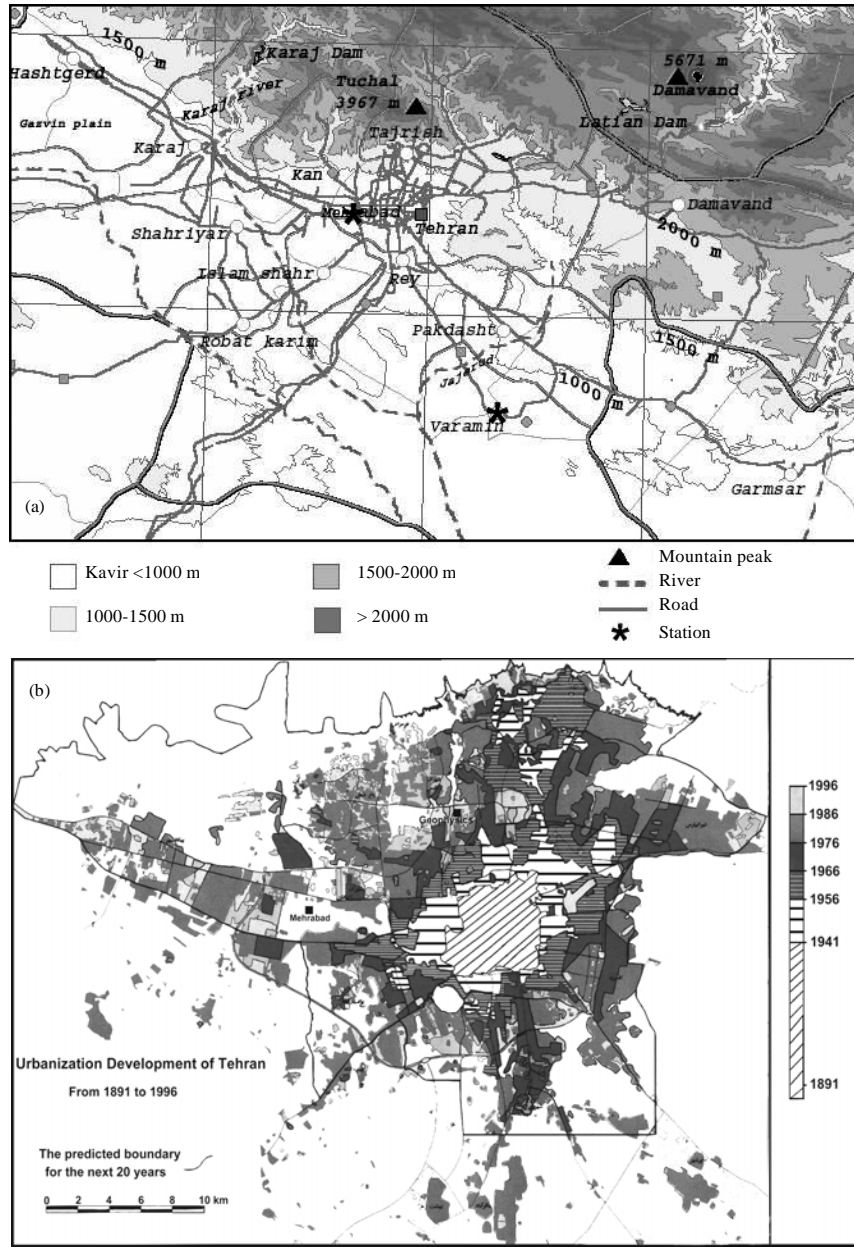 1500 m
Karaj Dam
5671 m
Hashtgerd
Tuchal
Damavand
Karaj river
3967 m
Latian Dam
Gazvin plain
Tajrish
Karaj
Kan
Mehrabad
Damavand
Shahriyar
Tehran
2000 m
Islam shahr
Rey
Robat karim
Pakdasht
1500 m
Jajarud
1000 m
Varamin
Garmsar
(a)
Kavir <1000 m
1500-2000 m
Mountain peak
River
1000-1500 m
> 2000 m
Road
Station
(b)
1996
1986
Geophysics
1976
1966
1956
Mehrabad
1941
Urbanization Development of Tehran
From 1891 to 1996
1891
The predicted boundary
for the next 20 years
0 2 4 6 8 10 km